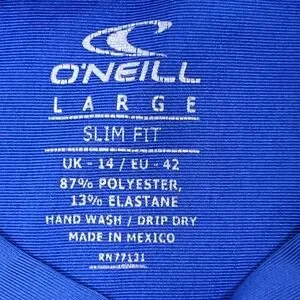 O'NEILL
LARGE
SLIM FIT
UK - 14 / EU - 42
87% POLYESTER,
13% ELASTANE
HAND WASH / DRIP DRY
MADE IN MEXICO
RN77131